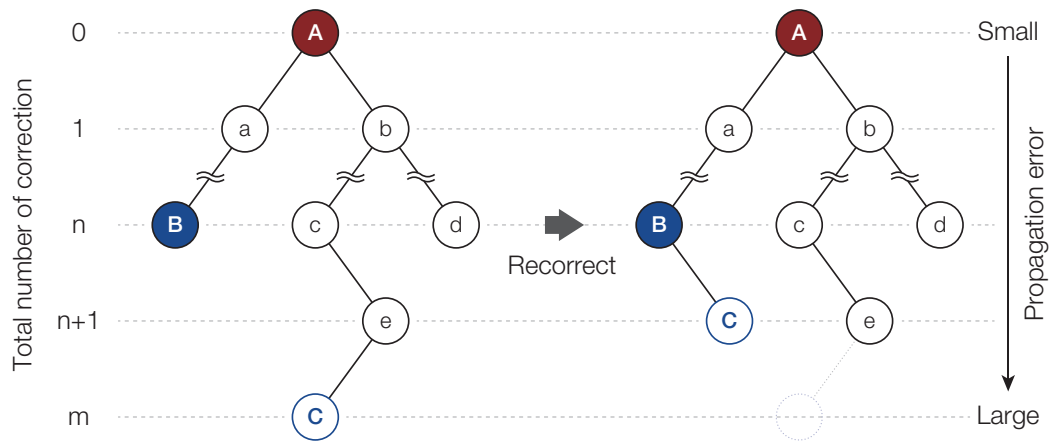 Total number of correction
0
1
n
n+1
m
A
a
b
B
c
d
e
C
Recorrect
A
a
b
B
c
d
C
e
Small
Propagation error
Large